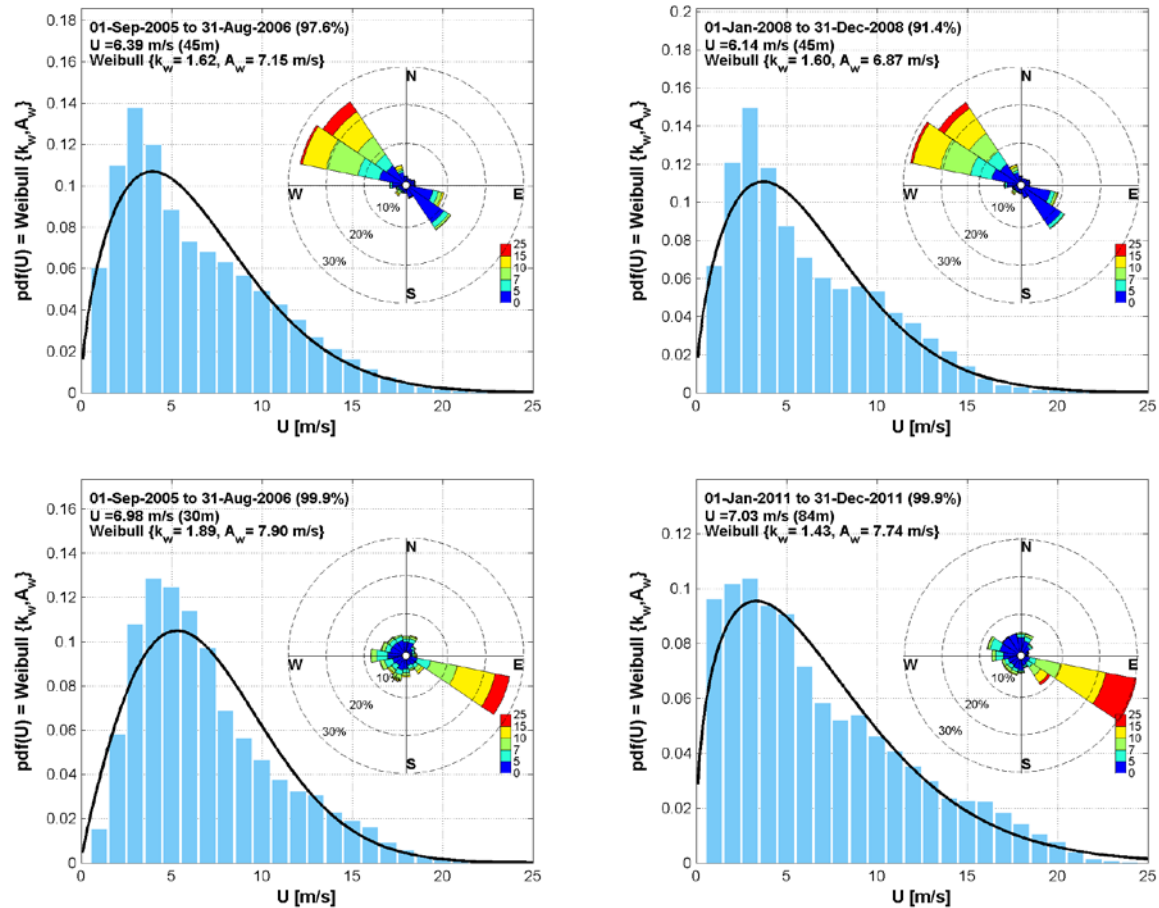 01-Sep-2005 to 31-Aug-2006 (97.6%)
U =6.39 m/s (45m)
Weibull {k_w= 1.62, A_w= 7.15 m/s}
pdf(U) = Weibull {k_w,A_w}
0.18
0.16
0.14
0.12
0.1
0.08
0.06
0.04
0.02
0
0 5 10 15 20 25
U [m/s]
N
W E
S
10%
20%
30%
25
15
10
7
5
0
01-Jan-2008 to 31-Dec-2008 (91.4%)
U =6.14 m/s (45m)
Weibull {k_w= 1.60, A_w= 6.87 m/s}
pdf(U) = Weibull {k_w,A_w}
0.2
0.18
0.16
0.14
0.12
0.1
0.08
0.06
0.04
0.02
0
0 5 10 15 20 25
U [m/s]
N
W E
S
10%
20%
30%
25
15
10
7
5
0
01-Sep-2005 to 31-Aug-2006 (99.9%)
U =6.98 m/s (30m)
Weibull {k_w= 1.89, A_w= 7.90 m/s}
pdf(U) = Weibull {k_w,A_w}
0.16
0.14
0.12
0.1
0.08
0.06
0.04
0.02
0
0 5 10 15 20 25
U [m/s]
N
W E
S
10%
20%
30%
25
15
10
7
5
0
01-Jan-2011 to 31-Dec-2011 (99.9%)
U =7.03 m/s (84m)
Weibull {k_w= 1.43, A_w= 7.74 m/s}
pdf(U) = Weibull {k_w,A_w}
0.12
0.1
0.08
0.06
0.04
0.02
0
0 5 10 15 20 25
U [m/s]
N
W E
S
10%
20%
30%
25
15
10
7
5
0